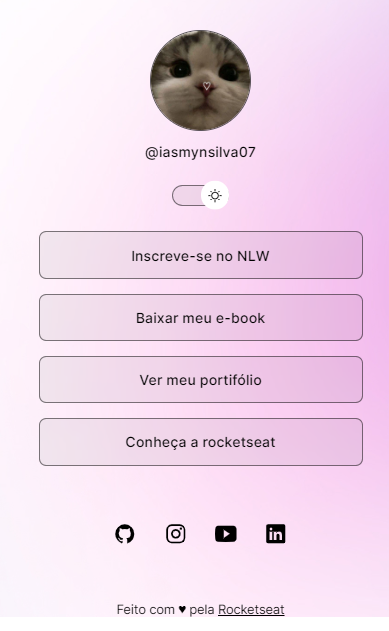 @iasmynsilva07
Inscreve-se no NLW
Baixar meu e-book
Ver meu portifólio
Conheça a rocketseat
Feito com ♥ pela Rocketseat